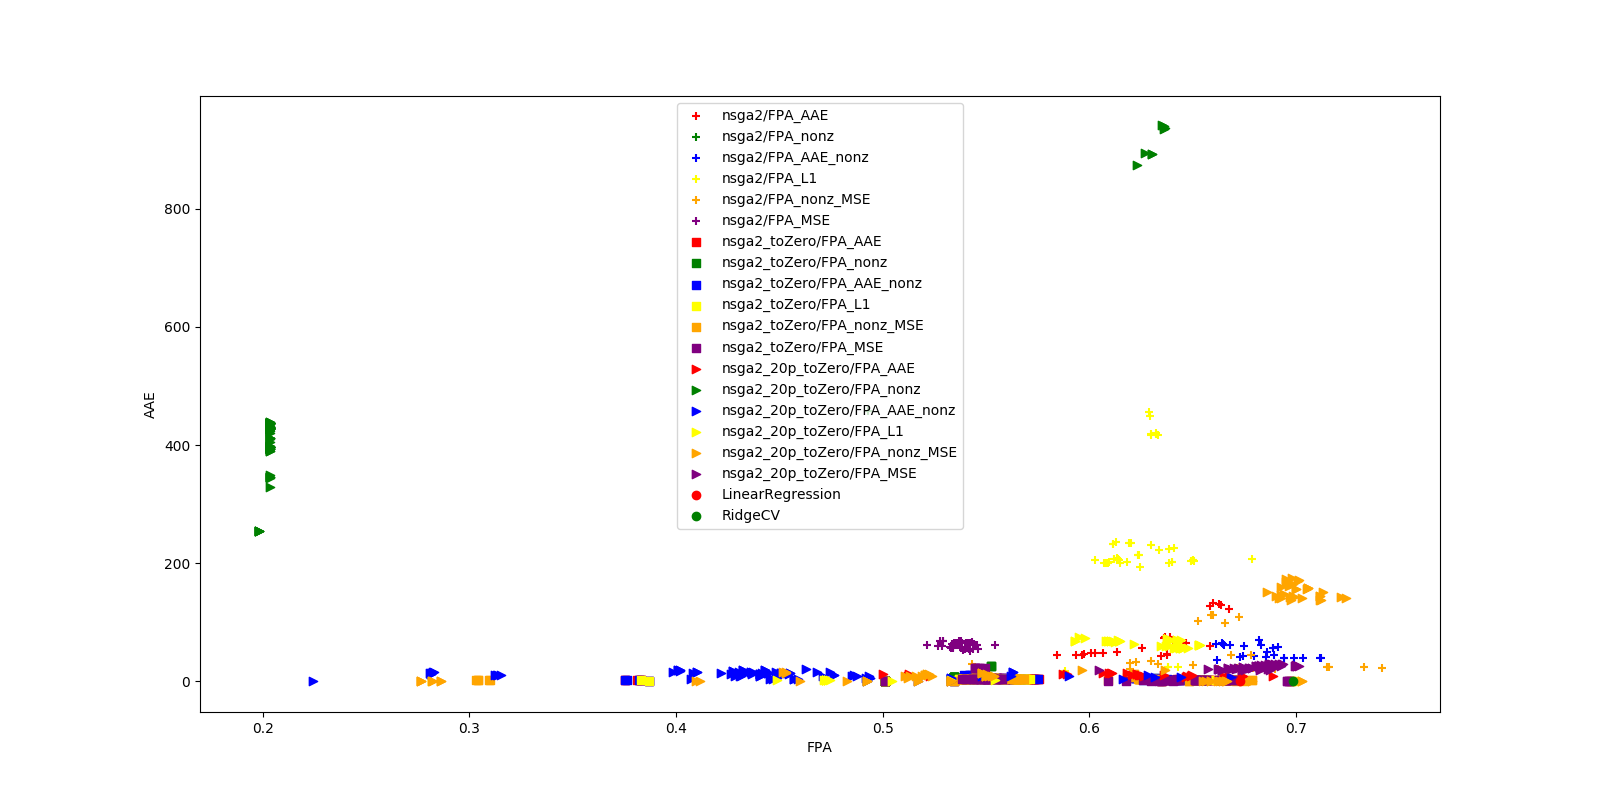 nsga2/FPA_AAE
nsga2/FPA_nonz
nsga2/FPA_AAE_nonz
nsga2/FPA_L1
nsga2/FPA_nonz_MSE
nsga2/FPA_MSE
nsga2_toZero/FPA_AAE
nsga2_toZero/FPA_nonz
nsga2_toZero/FPA_AAE_nonz
nsga2_toZero/FPA_L1
nsga2_toZero/FPA_nonz_MSE
nsga2_toZero/FPA_MSE
nsga2_20p_toZero/FPA_AAE
nsga2_20p_toZero/FPA_nonz
nsga2_20p_toZero/FPA_AAE_nonz
nsga2_20p_toZero/FPA_L1
nsga2_20p_toZero/FPA_nonz_MSE
nsga2_20p_toZero/FPA_MSE
LinearRegression
RidgeCV
800
600
400
200
0
AAE
0.2 0.3 0.4 0.5 0.6 0.7
FPA